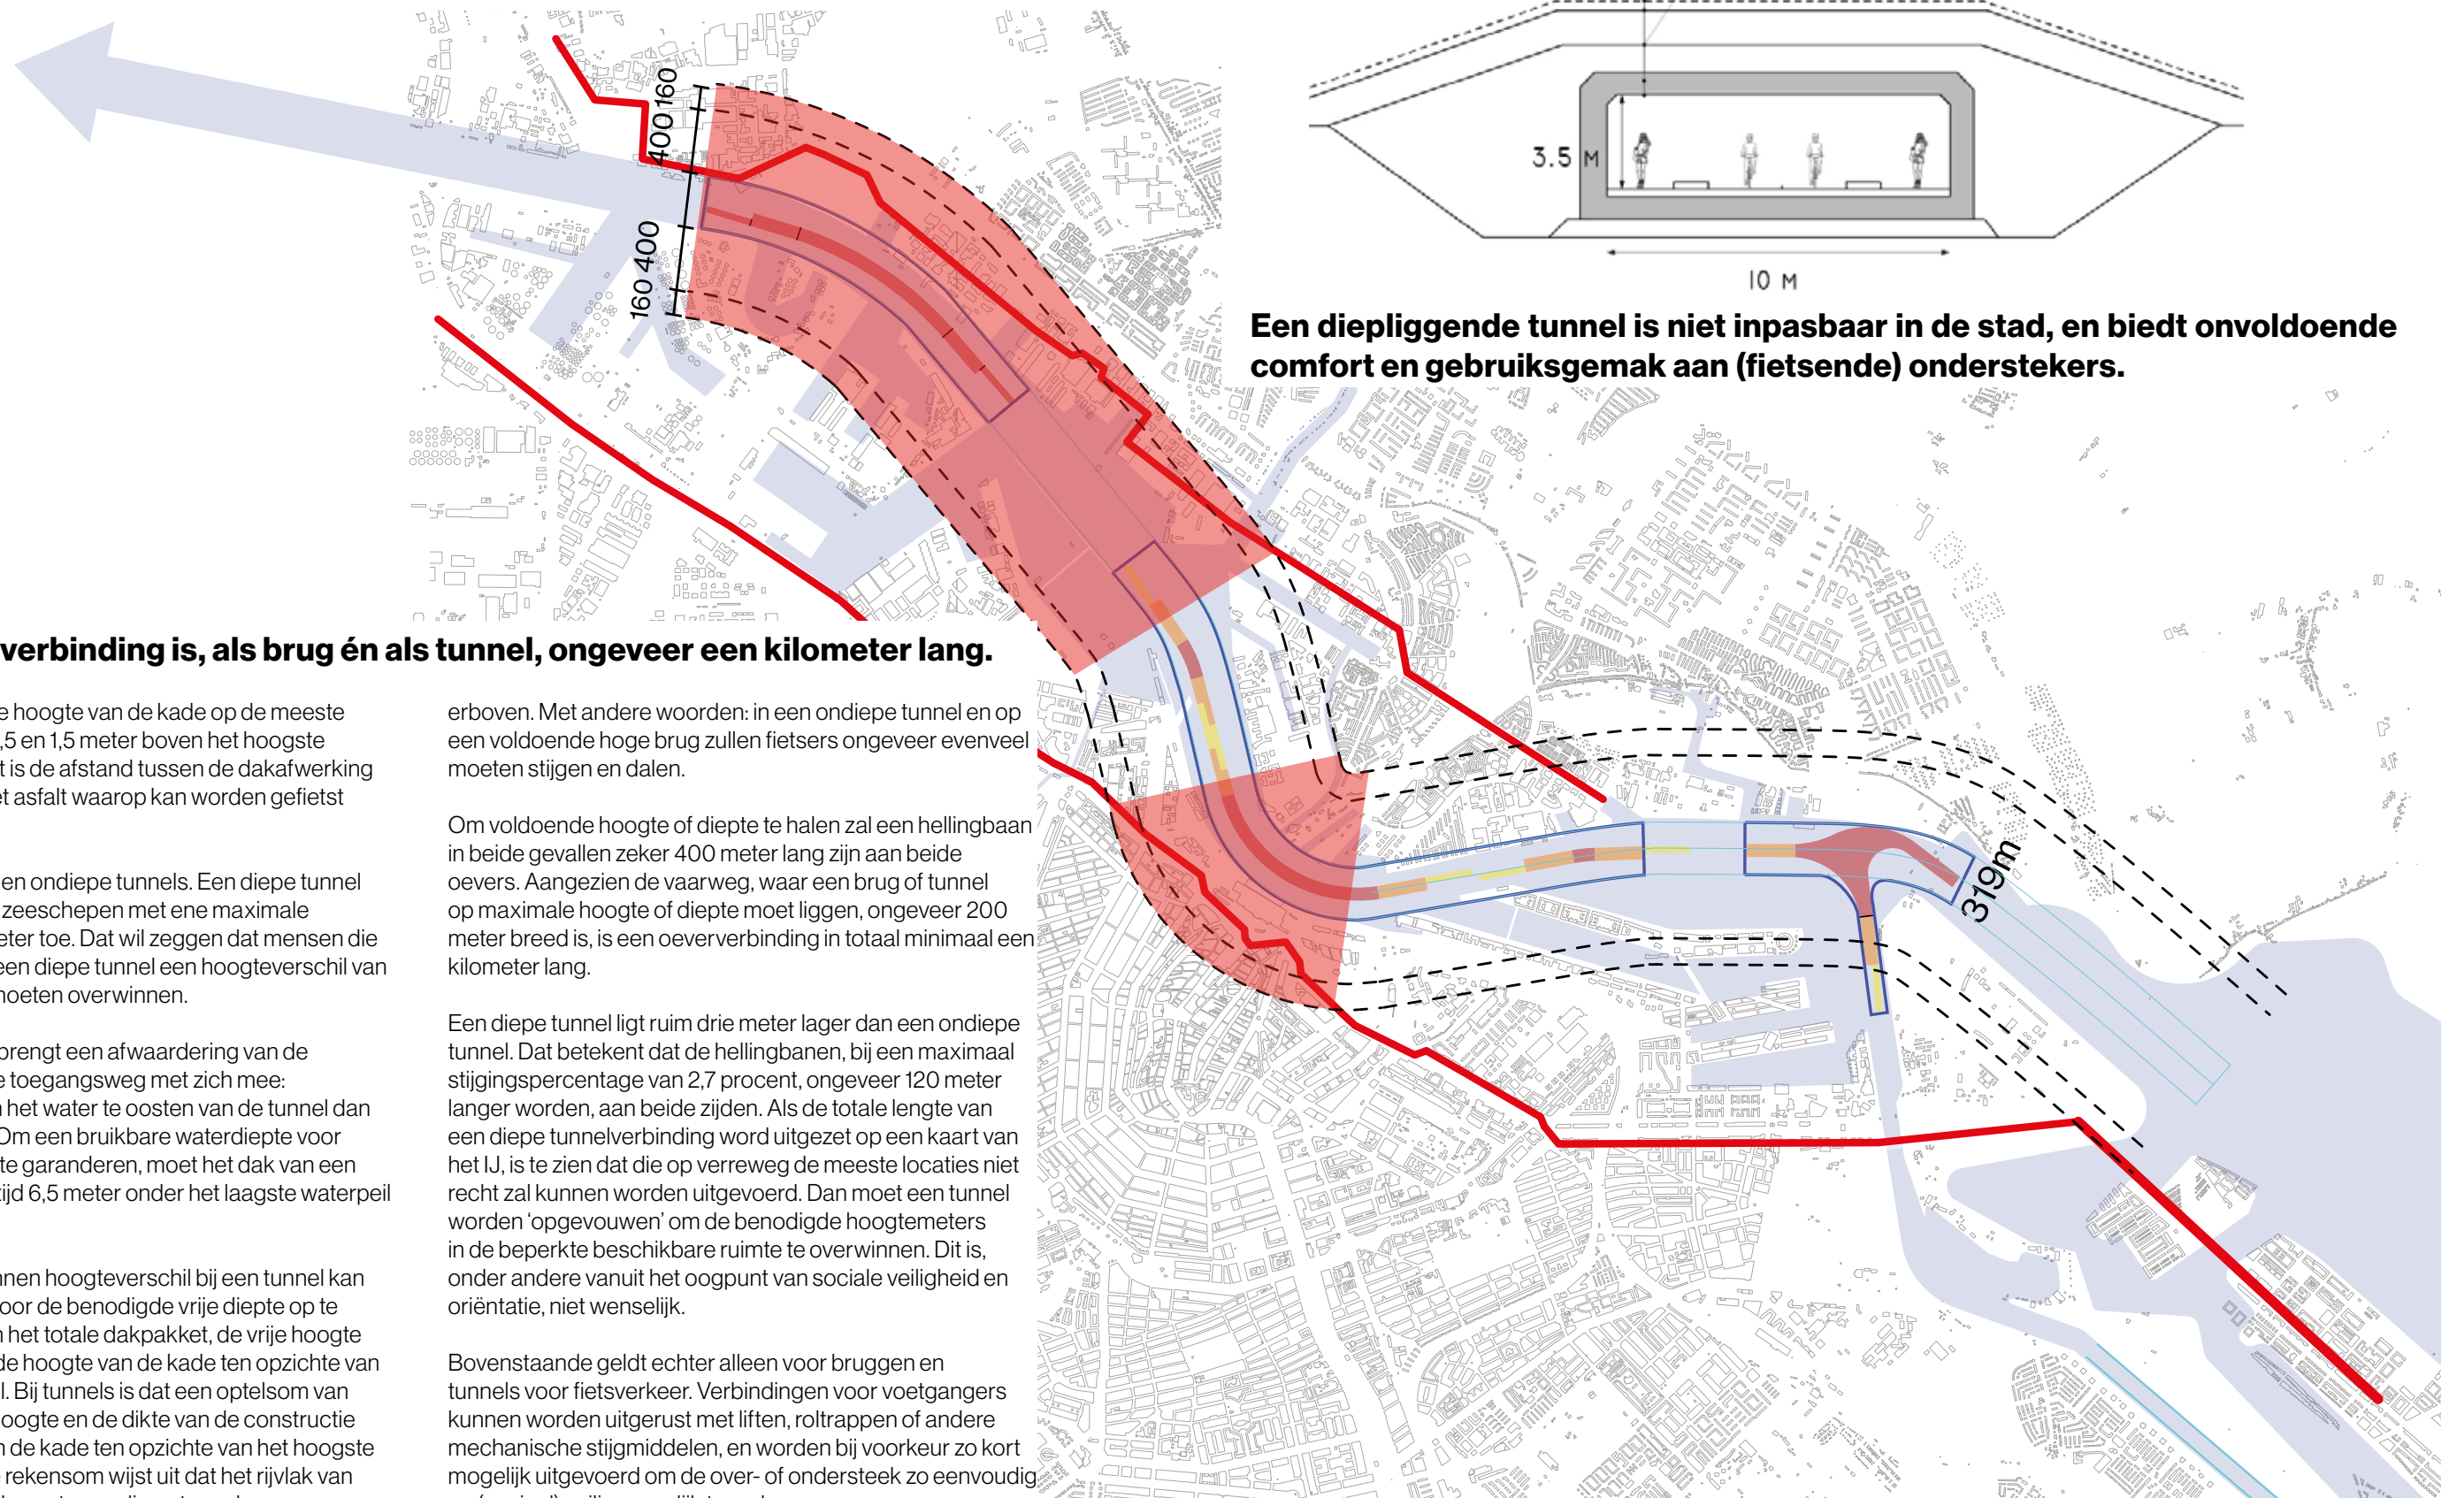 160
400
400
160
3.5 M
10 M
Een diepliggende tunnel is niet inpasbaar in de stad, en biedt onvoldoende
comfort en gebruiksgemak aan (fietsende) onderstekers.
verbinding is, als brug én als tunnel, ongeveer een kilometer lang.
e hoogte van de kade op de meeste
,5 en 1,5 meter boven het hoogste
t is de afstand tussen de dakafwerking
et asfalt waarop kan worden gefietst
en ondiepe tunnels. Een diepe tunnel
zeeschepen met ene maximale
eter toe. Dat wil zeggen dat mensen die
een diepe tunnel een hoogteverschil van
moeten overwinnen.
brengt een afwaardering van de
e toegangsweg met zich mee:
het water te oosten van de tunnel dan
Om een bruikbare waterdiepte voor
te garanderen, moet het dak van een
tijd 6,5 meter onder het laagste waterpeil
nnen hoogteverschil bij een tunnel kan
oor de benodigde vrije diepte op te
n het totale dakpakket, de vrije hoogte
de hoogte van de kade ten opzichte van
l. Bij tunnels is dat een optelsom van
oogte en de dikte van de constructie
n de kade ten opzichte van het hoogste
rekensom wijst uit dat het rijvlak van
erboven. Met andere woorden: in een ondiepe tunnel en op
een voldoende hoge brug zullen fietsers ongeveer evenveel
moeten stijgen en dalen.
Om voldoende hoogte of diepte te halen zal een hellingbaan
in beide gevallen zeker 400 meter lang zijn aan beide
oevers. Aangezien de vaarweg, waar een brug of tunnel
op maximale hoogte of diepte moet liggen, ongeveer 200
meter breed is, is een oeververbinding in totaal minimaal een
kilometer lang.
Een diepe tunnel ligt ruim drie meter lager dan een ondiepe
tunnel. Dat betekent dat de hellingbanen, bij een maximaal
stijgingspercentage van 2,7 procent, ongeveer 120 meter
langer worden, aan beide zijden. Als de totale lengte van
een diepe tunnelverbinding word uitgezet op een kaart van
het IJ, is te zien dat die op verreweg de meeste locaties niet
recht zal kunnen worden uitgevoerd. Dan moet een tunnel
worden ‘opgevouwen’ om de benodigde hoogtemeters
in de beperkte beschikbare ruimte te overwinnen. Dit is,
onder andere vanuit het oogpunt van sociale veiligheid en
oriëntatie, niet wenselijk.
Bovenstaande geldt echter alleen voor bruggen en
tunnels voor fietsverkeer. Verbindingen voor voetgangers
kunnen worden uitgerust met liften, roltrappen of andere
mechanische stijgmiddelen, en worden bij voorkeur zo kort
mogelijk uitgevoerd om de over- of ondersteek zo eenvoudig
319m